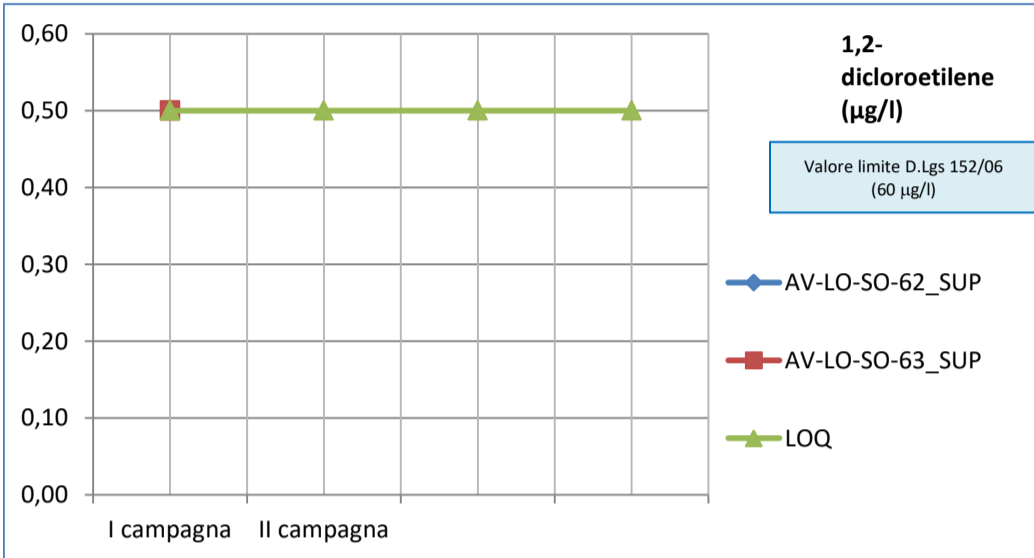 0,60
0,50
0,40
0,30
0,20
0,10
0,00
I campagna
II campagna
1,2-
dicloroetilene
(µg/l)
Valore limite D.Lgs 152/06
(60 µg/l)
AV-LO-SO-62_SUP
AV-LO-SO-63_SUP
LOQ